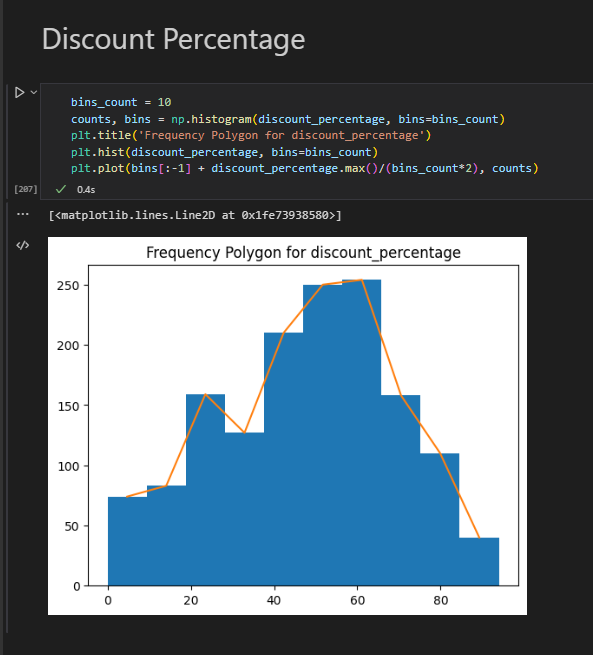 Discount Percentage
bins_count = 10
counts, bins = np.histogram(discount_percentage, bins=bins_count)
plt.title('Frequency Polygon for discount_percentage')
plt.hist(discount_percentage, bins=bins_count)
plt.plot(bins[:-1] + discount_percentage.max()/(bins_count*2), counts)
[207] ✓ 0.4s
... [<matplotlib.lines.Line2D at 0x1fe73938580>]
Frequency Polygon for discount_percentage
250
200
150
100
50
0
0 20 40 60 80